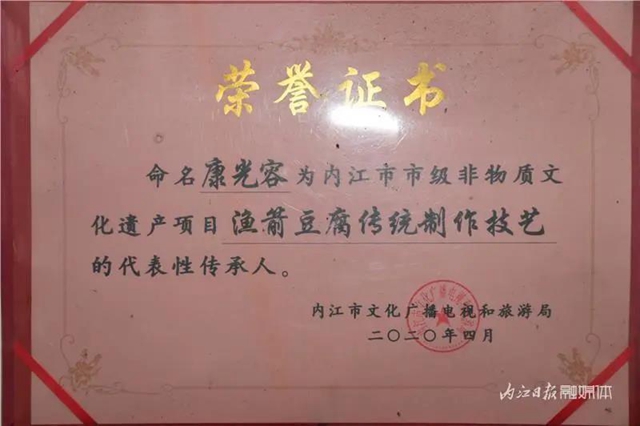 荣誉证书
命名康光容为内江市市级非物质文
化遗产项目渔箭豆腐传统制作技艺
的代表性传承人。
内江市文化广播电视和旅游局
二〇二〇年四月
内江日报融媒体